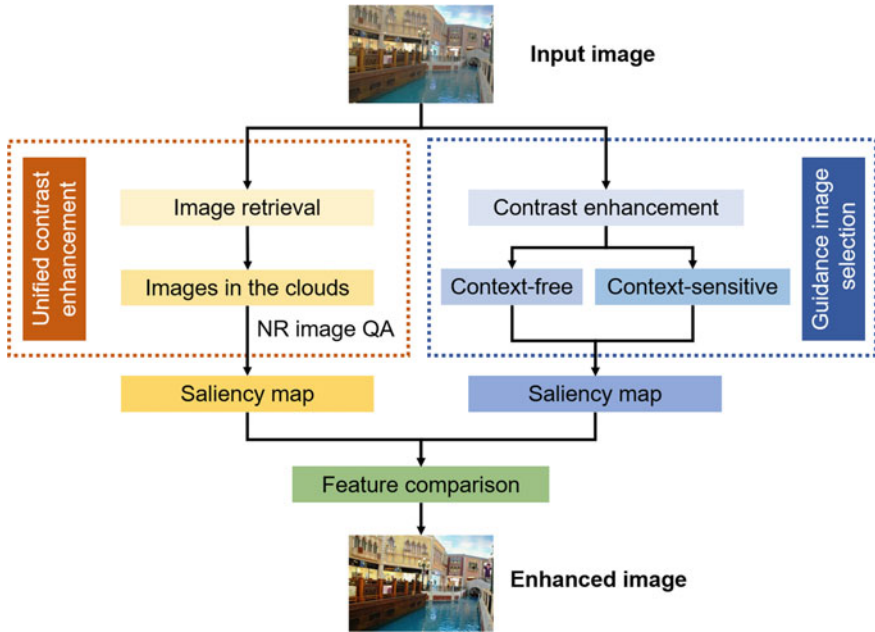 Input image
Unified contrast
enhancement
Image retrieval
Images in the clouds
NR image QA
Contrast enhancement
Context-free
Context-sensitive
Guidance image
selection
Saliency map
Saliency map
Feature comparison
Enhanced image